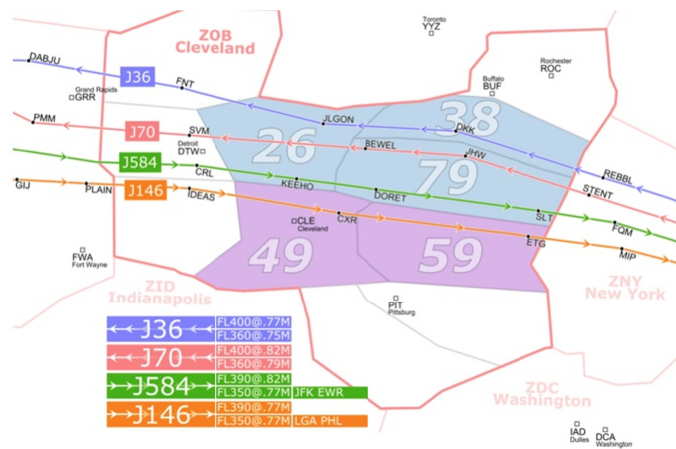 Toronto
YYZ
ZOB
Cleveland
DABJU
J36
FNT
Rochester
ROC
Buffalo
BUF
Grand Rapids
GRR
PMM
J70
SVM
JLGON
38
DKK
Detroit
DTW
26
BEWEL
JHW
J584
CRL
79
REBBL
GIJ
PLAIN
J146
IDEAS
KEEHO
DORET
STENT
CLE
Cleveland
CXR
SLT
FQM
49
59
ETG
MIP
FWA
Fort Wayne
ZID
Indianapolis
PIT
Pittsburg
ZNY
New York
J36
FL400@.77M
FL360@.75M
J70
FL400@.82M
FL360@.79M
J584
FL390@.82M
FL350@.77M JFK EWR
J146
FL390@.77M
FL350@.77M LGA PHL
ZDC
Washington
IAD
Dulles
DCA
Washington